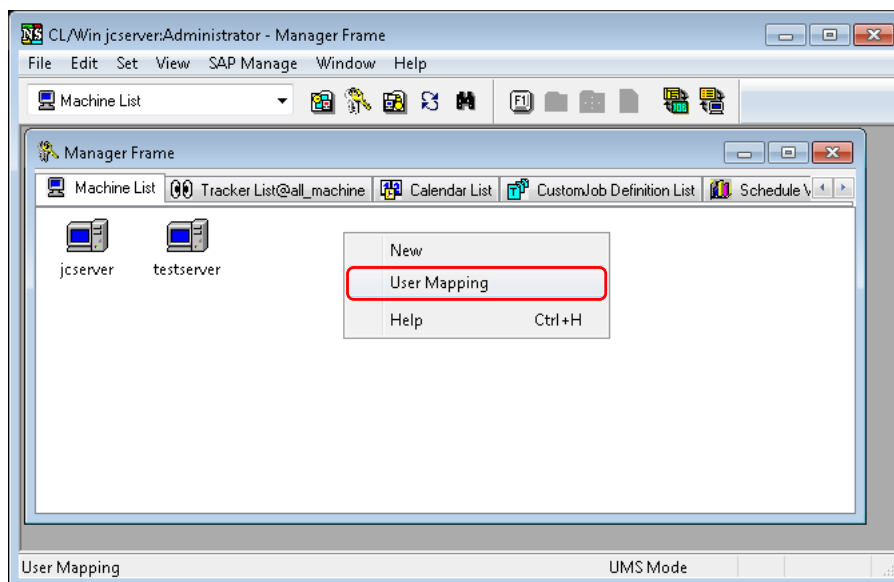 CL/Win jcserver:Administrator - Manager Frame
File Edit Set View SAP Manage Window Help
Machine List
Manager Frame
Machine List Tracker List@all_machine Calendar List CustomJob Definition List Schedule
jcserver testserver
New
User Mapping
Help Ctrl+H
User Mapping UMS Mode